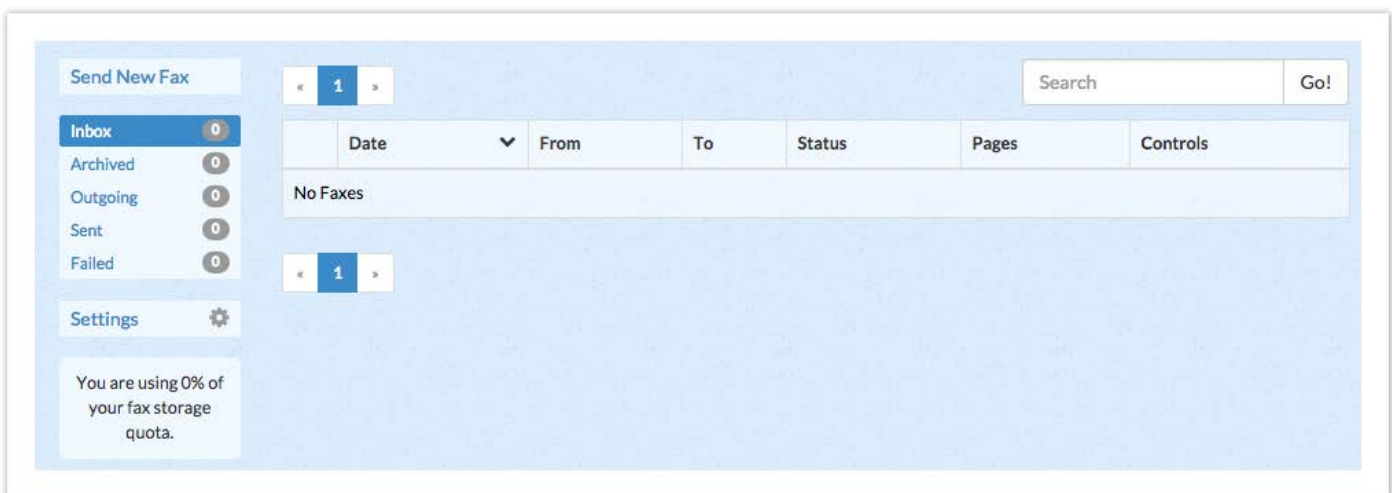 Send New Fax
Inbox 0
Archived 0
Outgoing 0
Sent 0
Failed 0
Settings
You are using 0% of
your fax storage
quota.
« 1 »
Search Go!
Date From To Status Pages Controls
No Faxes
« 1 »